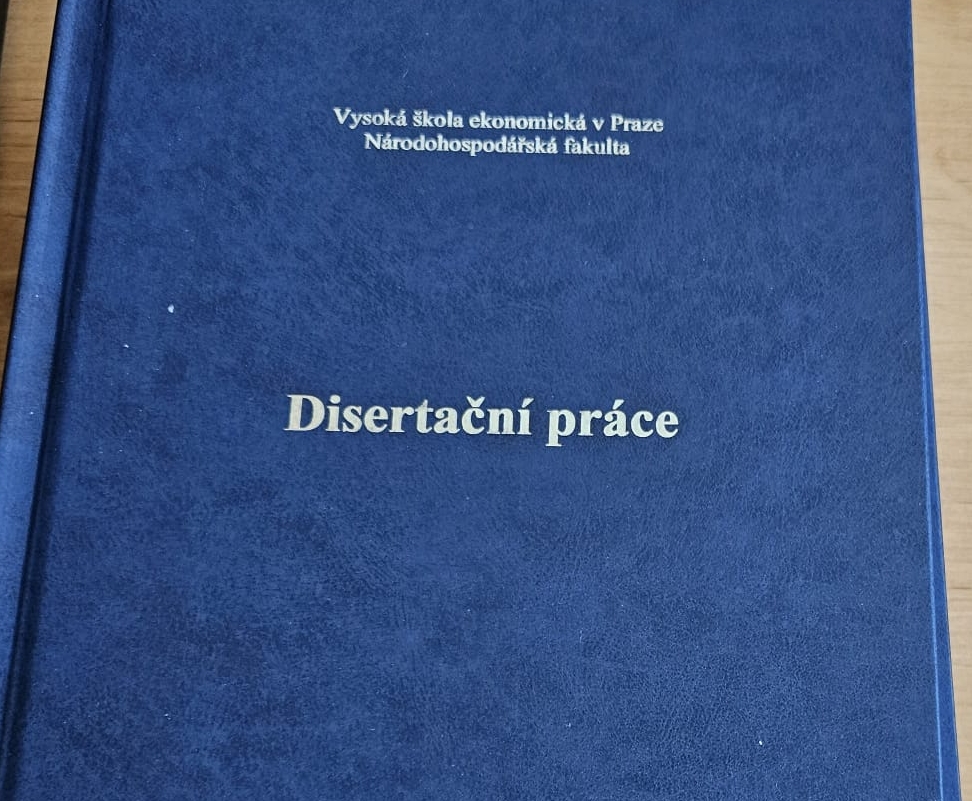 Vysoká škola ekonomická v Praze
Národohospodářská fakulta
Disertační práce